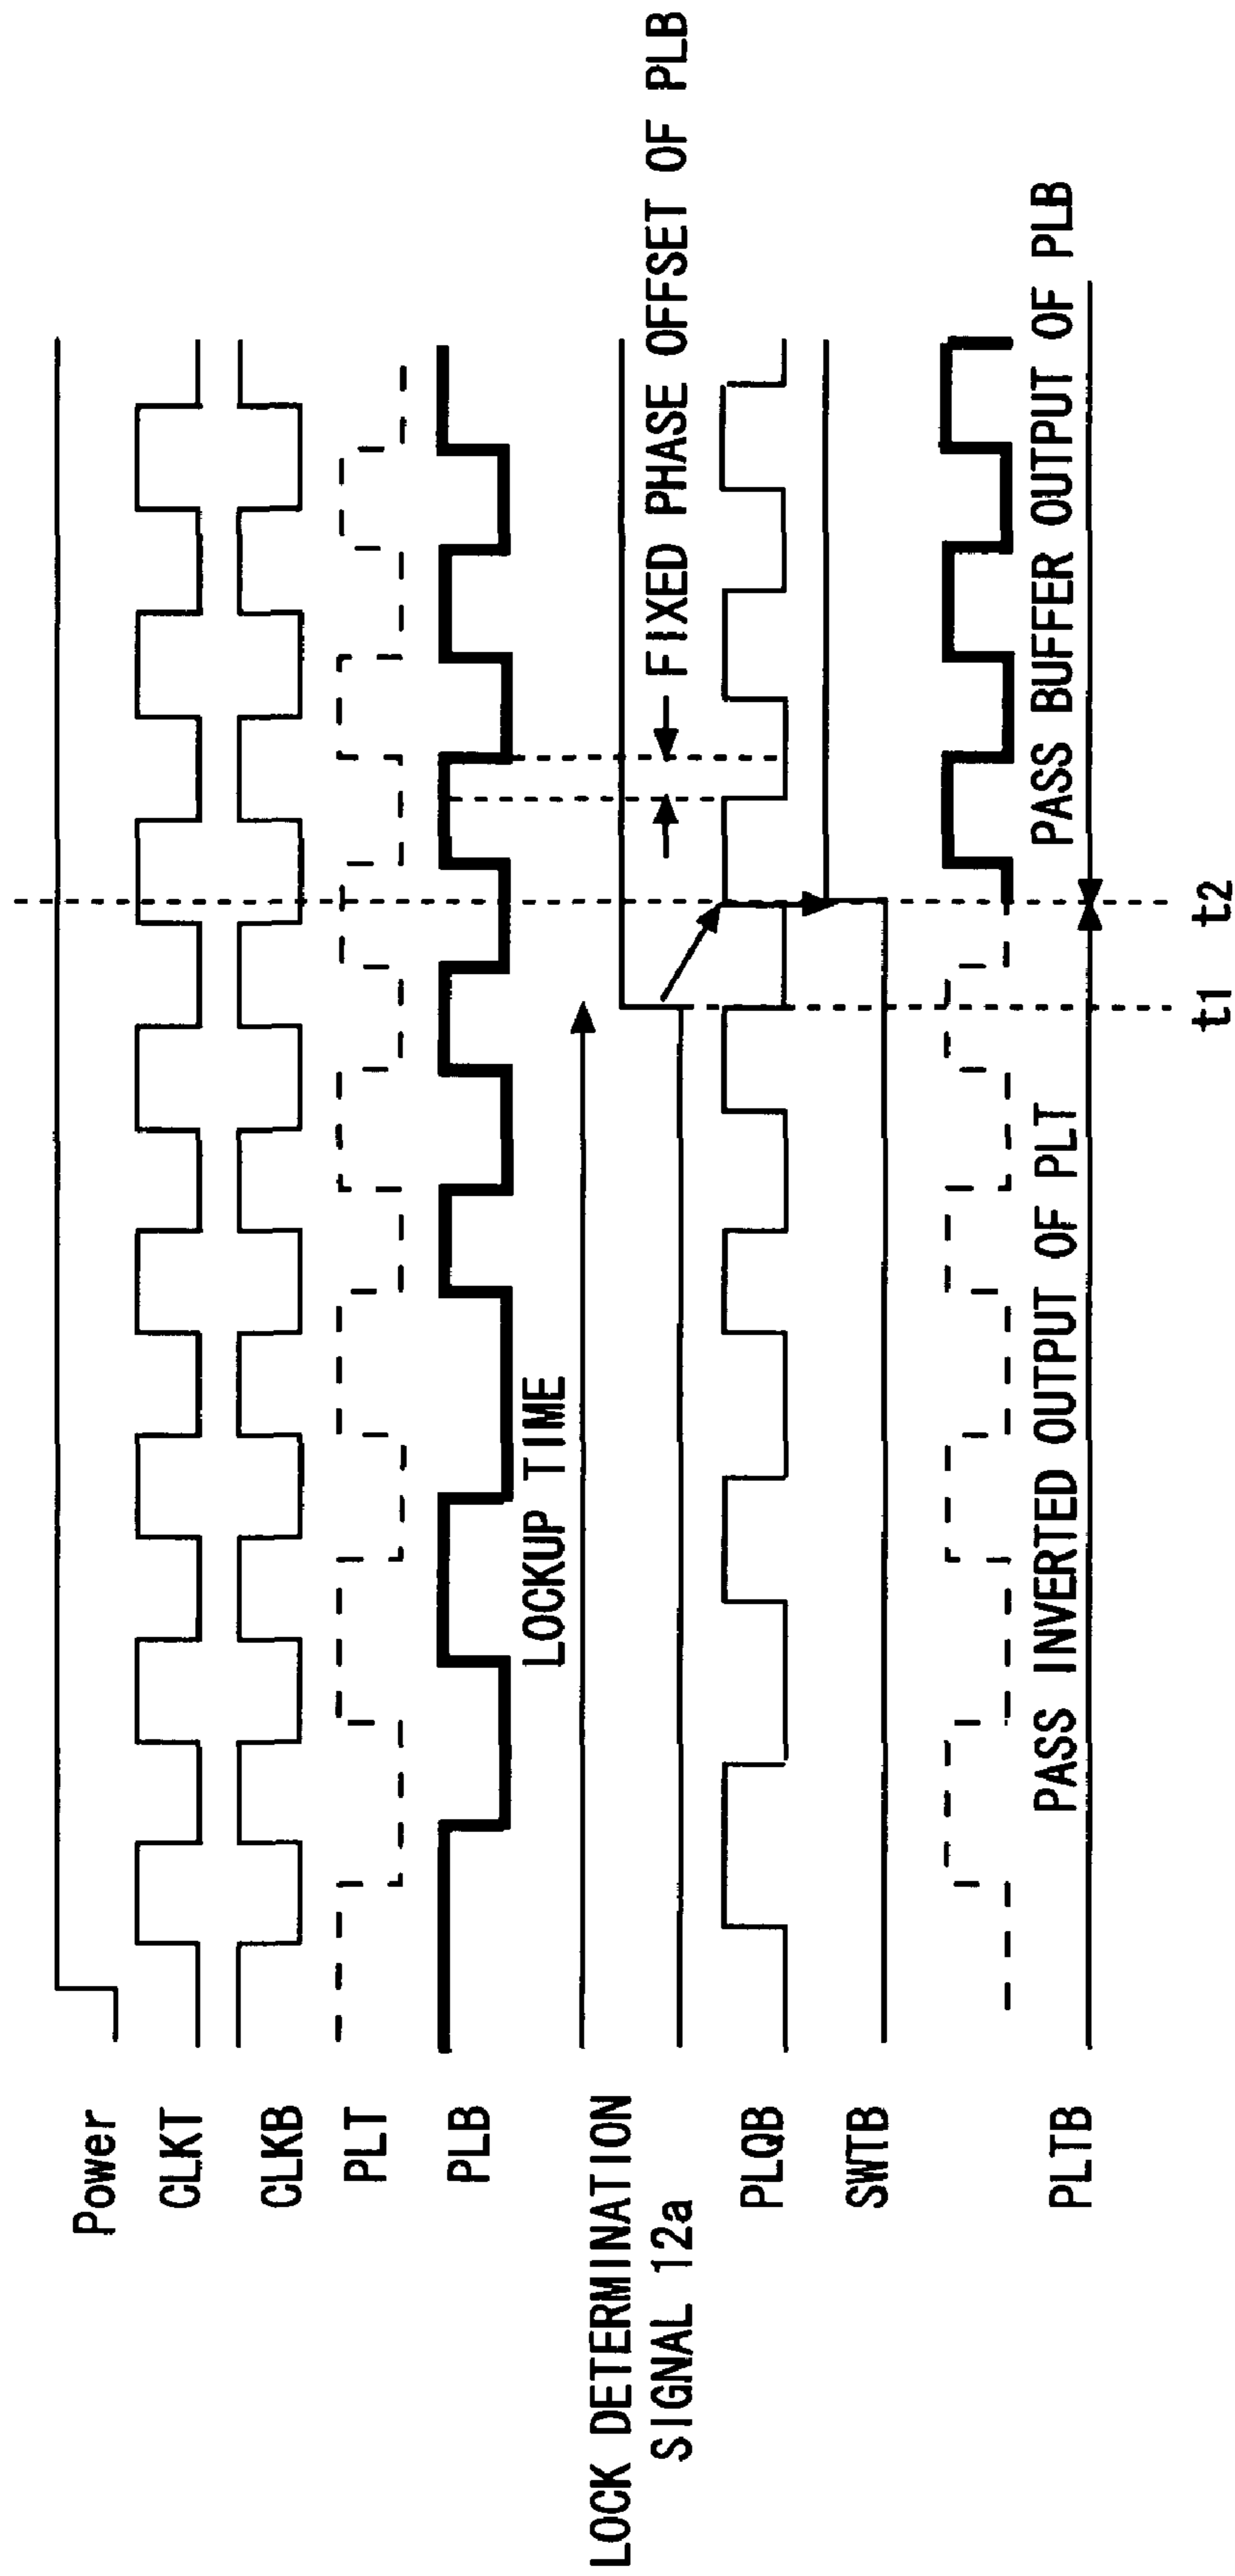 Power
CLKT
CLKB
PLT
PLB
LOCKUP TIME
LOCK DETERMINATION
SIGNAL 12a
FIXED PHASE OFFSET OF PLB
PLQB
SWTB
PASS INVERTED OUTPUT OF PLT
PASS BUFFER OUTPUT OF PLB
PLTB
t1
t2